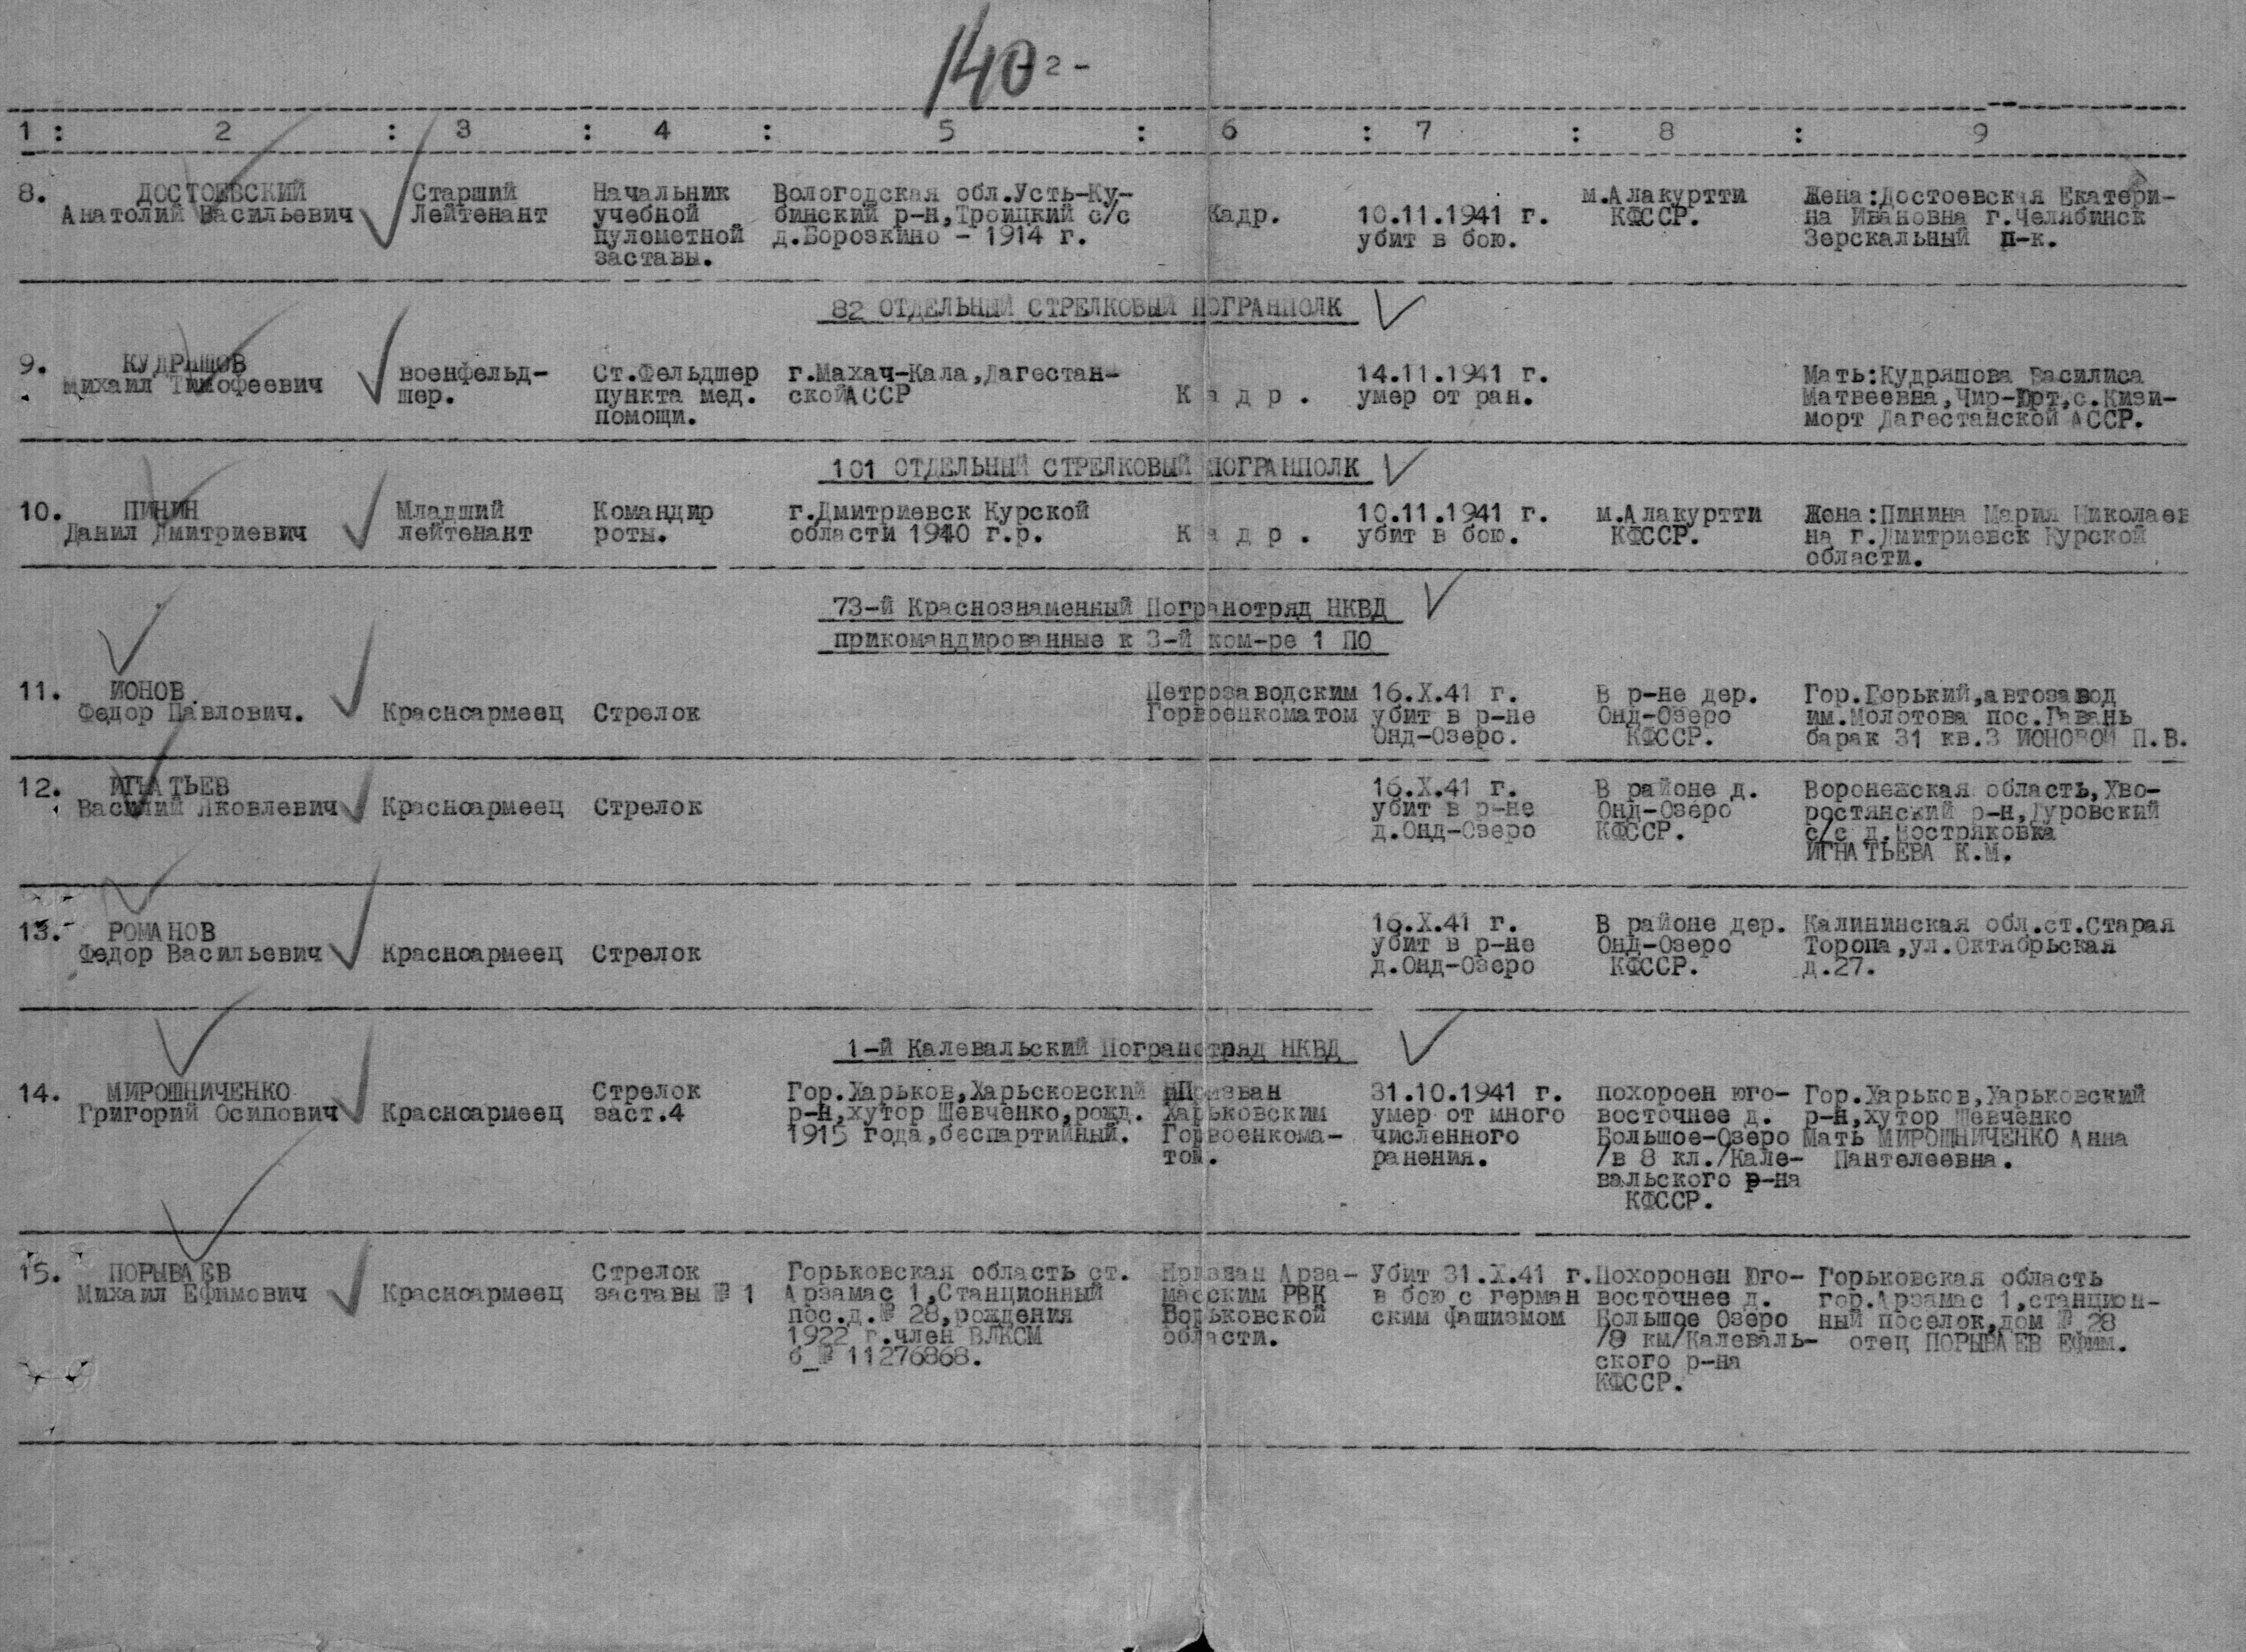 140 - 2 -
1 : 2 : 3 : 4 : 5 : 6 : 7 : 8 : 9
8. ДОСТОЕВСКИЙ
Анатолий Васильевич
Старший
Лейтенант
Начальник
учебной
пулеметной
заставы.
Вологодская обл.Усть-Ку-
бинский р-н,Троицкий с/с
д.Борозкино - 1914 г.
Кадр.
10.11.1941 г.
убит в бою.
м.Алакуртти
КФССР.
Жена:Достоевская Екатери-
на Ивановна г.Челябинск
Зерскальный п-к.
82 ОТДЕЛЬНЫЙ СТРЕЛКОВЫЙ ПОГРАНПОЛК
9. КУДРЯШОВ
Михаил Тимофеевич
военфельд-
шер.
Ст.Фельдшер
пункта мед.
помощи.
г.Махач-Кала,Дагестан-
ской АССР
К а д р .
14.11.1941 г.
умер от ран.
Мать:Кудряшова Василиса
Матвеевна,Чир-Юрт,с.Кизи-
морт Дагестанской АССР.
101 ОТДЕЛЬНЫЙ СТРЕЛКОВЫЙ ПОГРАНПОЛК
10. ПИНИН
Данил Дмитриевич
Младший
лейтенант
Командир
роты.
г.Дмитриевск Курской
области 1940 г.р.
К а д р .
10.11.1941 г.
убит в бою.
м.Алакуртти
КФССР.
Жена:Пинина Мария Николаев
на г.Дмитриевск Курской
области.
73-й Краснознаменный Погранотряд НКВД
прикомандированные к 3-й ком-ре 1 ПО
11. ИОНОВ
Федор Павлович.
Красноармеец
Стрелок
Петрозаводским
Горвоенкоматом
16.X.41 г.
убит в р-не
Онд-Озеро.
В р-не дер.
Онд-Озеро
КФССР.
Гор.Горький,автозавод
им.Молотова пос.Гавань
барак 31 кв.3 ИОНОВОЙ П.В.
12. ИГНАТЬЕВ
Василий Яковлевич
Красноармеец
Стрелок
16.X.41 г.
убит в р-не
д.Онд-Озеро
В районе д.
Онд-Озеро
КФССР.
Воронежская область,Хво-
ростянский р-н,Дуровский
с/с д.Востряковка
ИГНАТЬЕВА К.М.
13. РОМАНОВ
Федор Васильевич
Красноармеец
Стрелок
16.X.41 г.
убит в р-не
д.Онд-Озеро
В районе дер.
Онд-Озеро
КФССР.
Калининская обл.ст.Старая
Торопа,ул.Октябрьская
д.27.
1-й Калевальский Погранотряд НКВД
14. МИРОШНИЧЕНКО
Григорий Осипович
Красноармеец
Стрелок
заст.4
Гор.Харьков,Харьсковский
р-н,хутор Шевченко,рожд.
1915 года,беспартийный.
Призван
Харьковским
Горвоенкома-
том.
31.10.1941 г.
умер от много
численного
ранения.
похороен юго-
восточнее д.
Большое-Озеро
/в 8 кл./Кале-
вальского р-на
КФССР.
Гор.Харьков,Харьковский
р-н,хутор Шевченко
Мать МИРОШНИЧЕНКО Анна
Пантелеевна.
15. ПОРЫВАЕВ
Михаил Ефимович
Красноармеец
Стрелок
заставы № 1
Горьковская область ст.
Арзамас 1,Станционный
пос.д.№ 28,рождения
1922 г.член ВЛКСМ
б № 11276868.
Призван Арза-
масским РВК
Ворьковской
области.
Убит 31.X.41 г.
в бою с герман
ским фашизмом
Похоронен Юго-
восточнее д.
Большое Озеро
/8 км/Калеваль-
ского р-на
КФССР.
Горьковская область
гор.Арзамас 1,станцион-
ный поселок,дом № 28
отец ПОРЫВАЕВ Ефим.